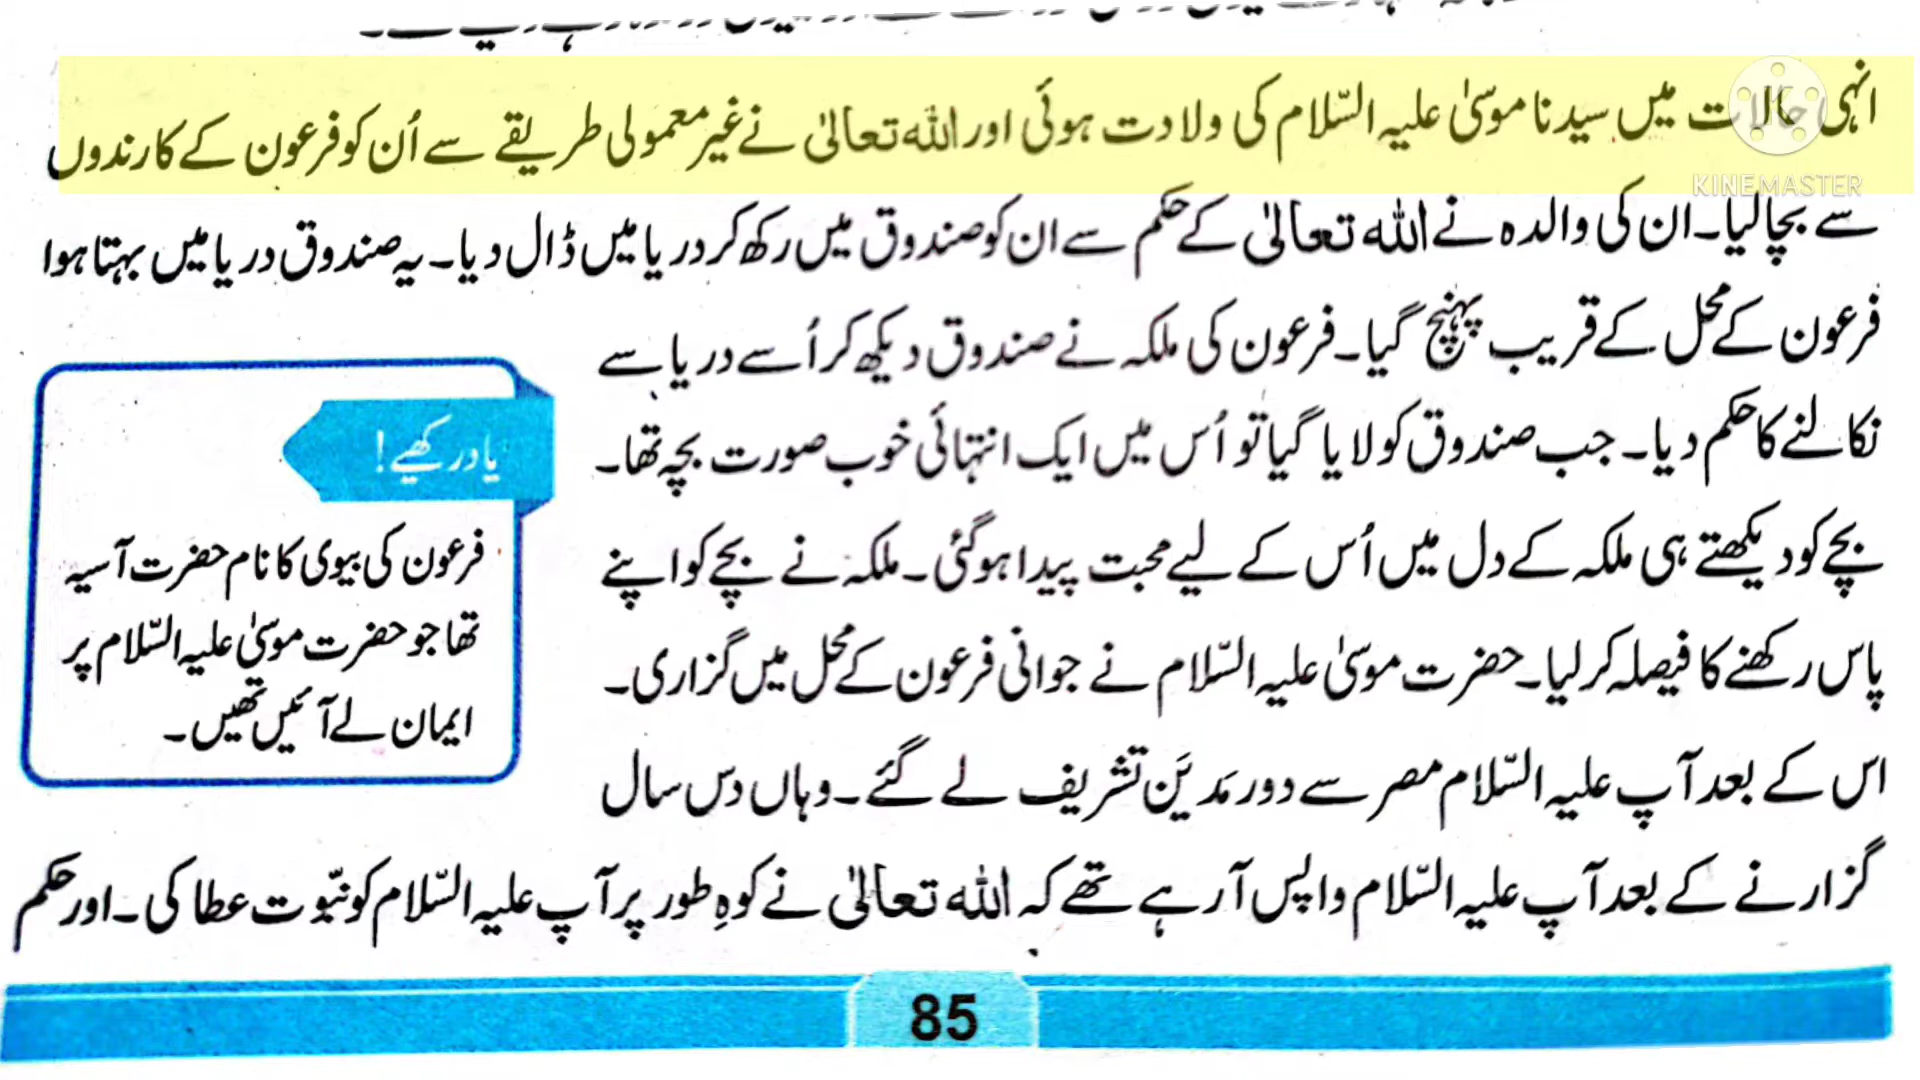 انہی حالات میں سیدنا موسیٰ علیہ السّلام کی ولادت ہوئی اور اللہ تعالیٰ نے غیر معمولی طریقے سے اُن کو فرعون کے کارندوں
KINEMASTER
سے بچا لیا۔ ان کی والدہ نے اللہ تعالیٰ کے حکم سے ان کو صندوق میں رکھ کر دریا میں ڈال دیا۔ یہ صندوق دریا میں بہتا ہوا
فرعون کے محل کے قریب پہنچ گیا۔ فرعون کی ملکہ نے صندوق دیکھ کر اُسے دریا سے
نکالنے کا حکم دیا۔ جب صندوق کو لایا گیا تو اُس میں ایک انتہائی خوب صورت بچہ تھا۔
بچے کو دیکھتے ہی ملکہ کے دل میں اُس کے لیے محبت پیدا ہوگئی۔ ملکہ نے بچے کو اپنے
پاس رکھنے کا فیصلہ کر لیا۔ حضرت موسیٰ علیہ السّلام نے جوانی فرعون کے محل میں گزاری۔
اس کے بعد آپ علیہ السّلام مصر سے دور مَدیَن تشریف لے گئے۔ وہاں دس سال
گزارنے کے بعد آپ علیہ السّلام واپس آ رہے تھے کہ اللہ تعالیٰ نے کوہِ طور پر آپ علیہ السّلام کو نبّوت عطا کی۔ اور حکم
یاد رکھیے!
فرعون کی بیوی کا نام حضرت آسیہ
تھا جو حضرت موسیٰ علیہ السّلام پر
ایمان لے آئیں تھیں۔
85